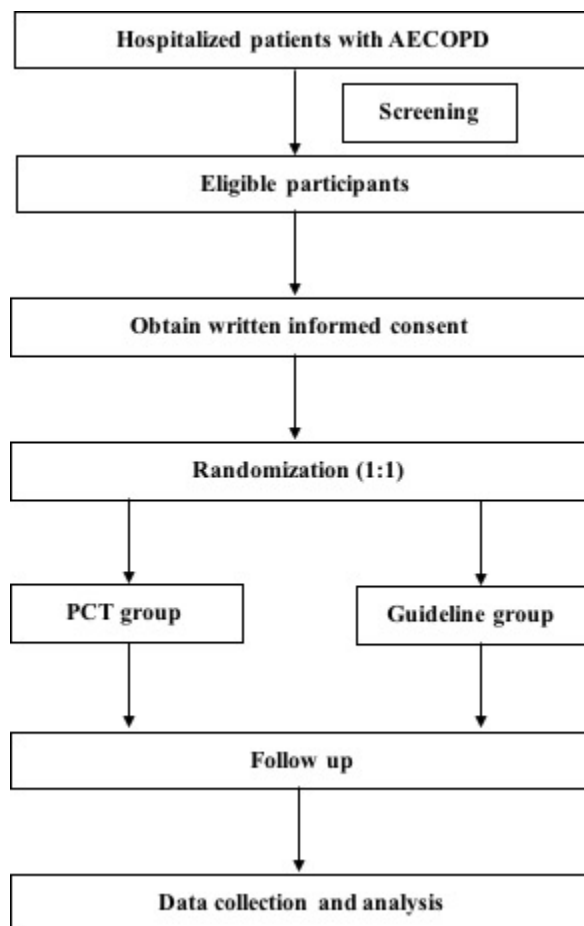 Hospitalized patients with AECOPD
Screening
Eligible participants
Obtain written informed consent
Randomization (1:1)
PCT group
Guideline group
Follow up
Data collection and analysis